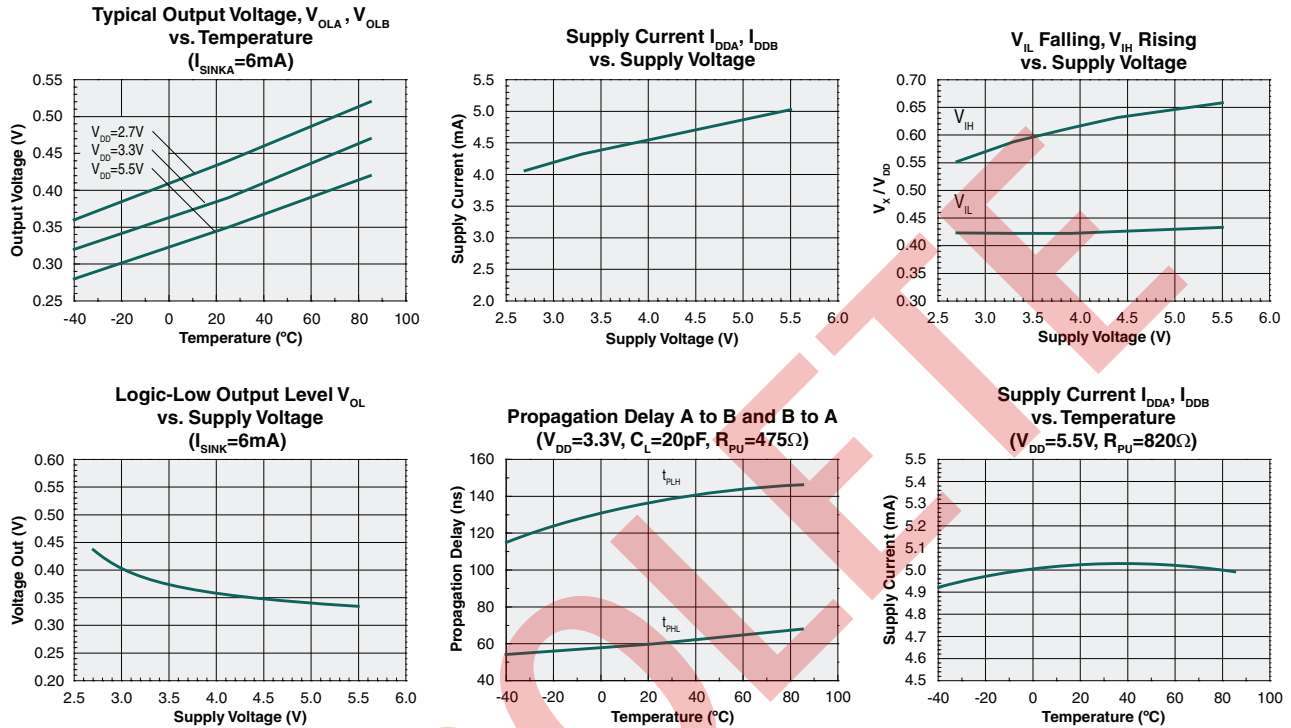 Typical Output Voltage, VOLA , VOLB
vs. Temperature
(ISINKA=6mA)
Output Voltage (V)
0.55
0.50
0.45
0.40
0.35
0.30
0.25
VDD=2.7V
VDD=3.3V
VDD=5.5V
-40 -20 0 20 40 60 80 100
Temperature (ºC)
Supply Current IDDA, IDDB
vs. Supply Voltage
Supply Current (mA)
5.5
5.0
4.5
4.0
3.5
3.0
2.5
2.0
2.5 3.0 3.5 4.0 4.5 5.0 5.5 6.0
Supply Voltage (V)
VIL Falling, VIH Rising
vs. Supply Voltage
VX / VDD
0.70
0.65
0.60
0.55
0.50
0.45
0.40
0.35
0.30
VIH
VIL
2.5 3.0 3.5 4.0 4.5 5.0 5.5 6.0
Supply Voltage (V)
Logic-Low Output Level VOL
vs. Supply Voltage
(ISINK=6mA)
Voltage Out (V)
0.60
0.55
0.50
0.45
0.40
0.35
0.30
0.25
0.20
2.5 3.0 3.5 4.0 4.5 5.0 5.5 6.0
Supply Voltage (V)
Propagation Delay A to B and B to A
(VDD=3.3V, CL=20pF, RPU=475Ω)
Propagation Delay (ns)
160
140
120
100
80
60
40
tPLH
tPHL
-40 -20 0 20 40 60 80 100
Temperature (ºC)
Supply Current IDDA, IDDB
vs. Temperature
(VDD=5.5V, RPU=820Ω)
Supply Current (mA)
5.5
5.4
5.3
5.2
5.1
5.0
4.9
4.8
4.7
4.6
4.5
-40 -20 0 20 40 60 80 100
Temperature (ºC)
OLETE